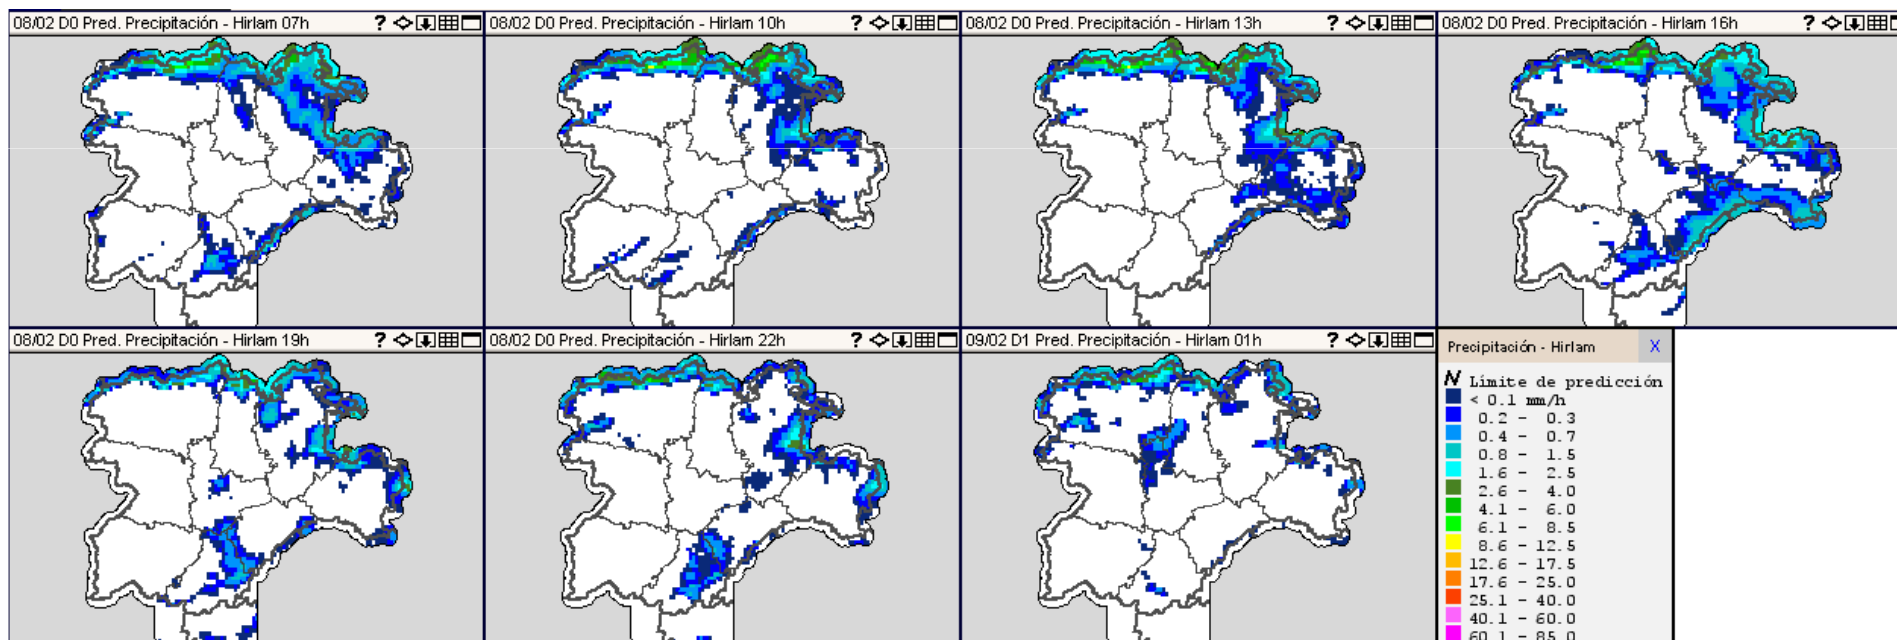 08/02 D0 Pred. Precipitación - Hirlam 07h ?
08/02 D0 Pred. Precipitación - Hirlam 10h ?
08/02 D0 Pred. Precipitación - Hirlam 13h ?
08/02 D0 Pred. Precipitación - Hirlam 16h ?
08/02 D0 Pred. Precipitación - Hirlam 19h ?
08/02 D0 Pred. Precipitación - Hirlam 22h ?
09/02 D1 Pred. Precipitación - Hirlam 01h ?
Precipitación - Hirlam X
Límite de predicción
< 0.1 mm/h
0.2 - 0.3
0.4 - 0.7
0.8 - 1.5
1.6 - 2.5
2.6 - 4.0
4.1 - 6.0
6.1 - 8.5
8.6 - 12.5
12.6 - 17.5
17.6 - 25.0
25.1 - 40.0
40.1 - 60.0
60.1 - 85.0